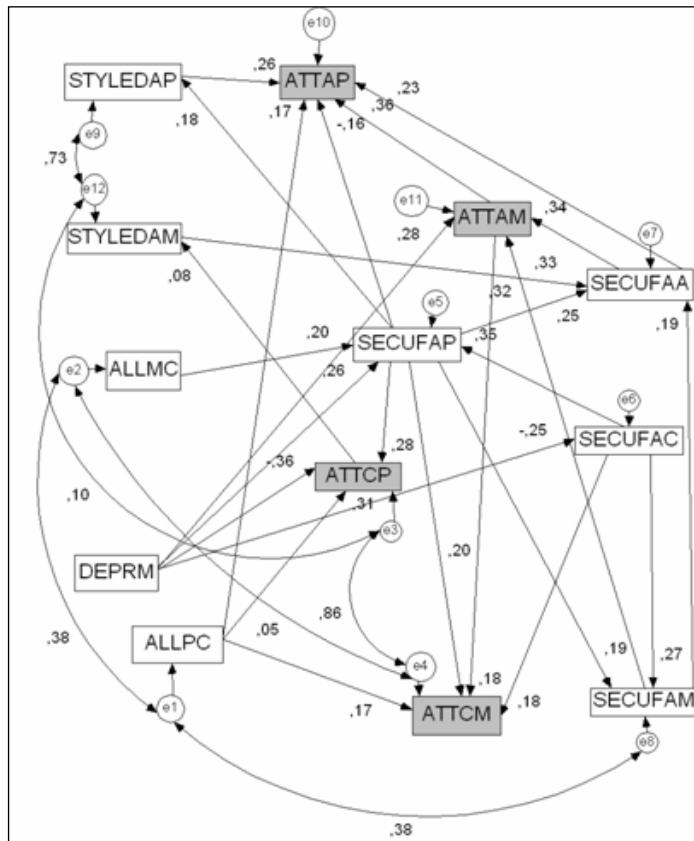 e10
STYLEDAP
,26
ATTAP
,23
,17
,36
,18
-,16
e9
,73
e12
e11
ATTAM
,34
STYLEDAM
,28
e7
,33
SECUFAA
,08
,32
e5
,25
,19
,20
SECUFAP
,35
e2
ALLMC
,26
e6
SECUFAC
-,25
-,36
,28
ATTCP
,10
,31
e3
DEPRM
,20
,86
ALLPC
,05
e4
,19
,27
,38
,18
SECUFAM
e1
,17
ATTCM
,18
e8
,38